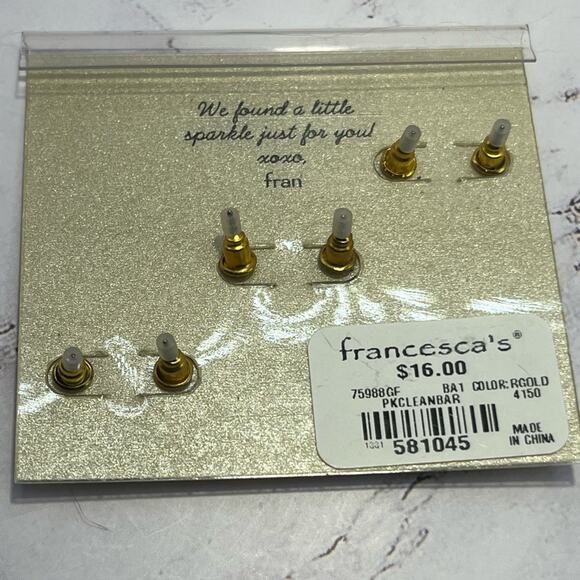 We found a little
sparkle just for you!
xoxo,
fran
francesca's®
$16.00
75988GF BA1 COLOR:RGOLD
PKCLEANBAR 4150
1331 581045
MADE
IN CHINA